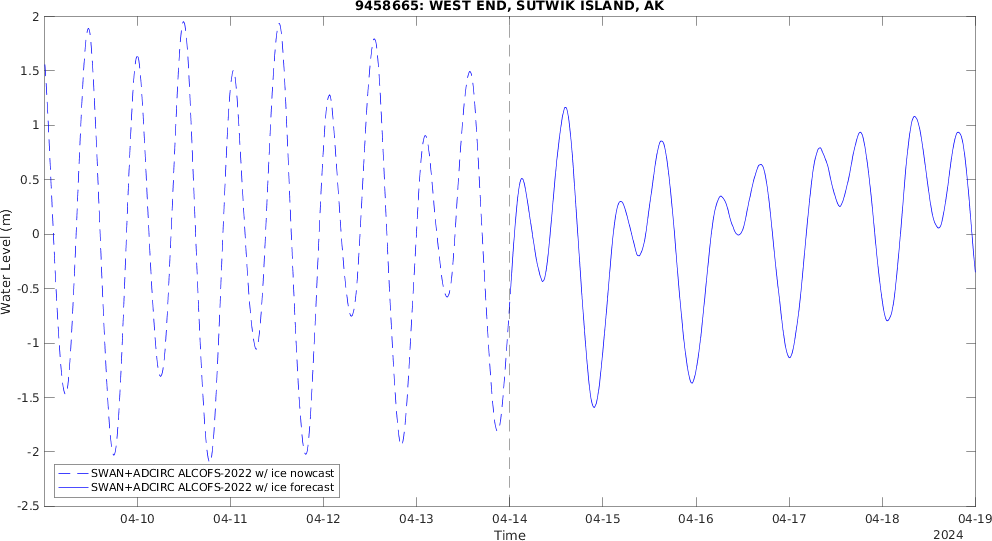 9458665: WEST END, SUTWIK ISLAND, AK
2
1.5
1
0.5
0
-0.5
-1
-1.5
-2
-2.5
Water Level (m)
SWAN+ADCIRC ALCOFS-2022 w/ ice nowcast
SWAN+ADCIRC ALCOFS-2022 w/ ice forecast
04-10 04-11 04-12 04-13 04-14 04-15 04-16 04-17 04-18 04-19
Time
2024